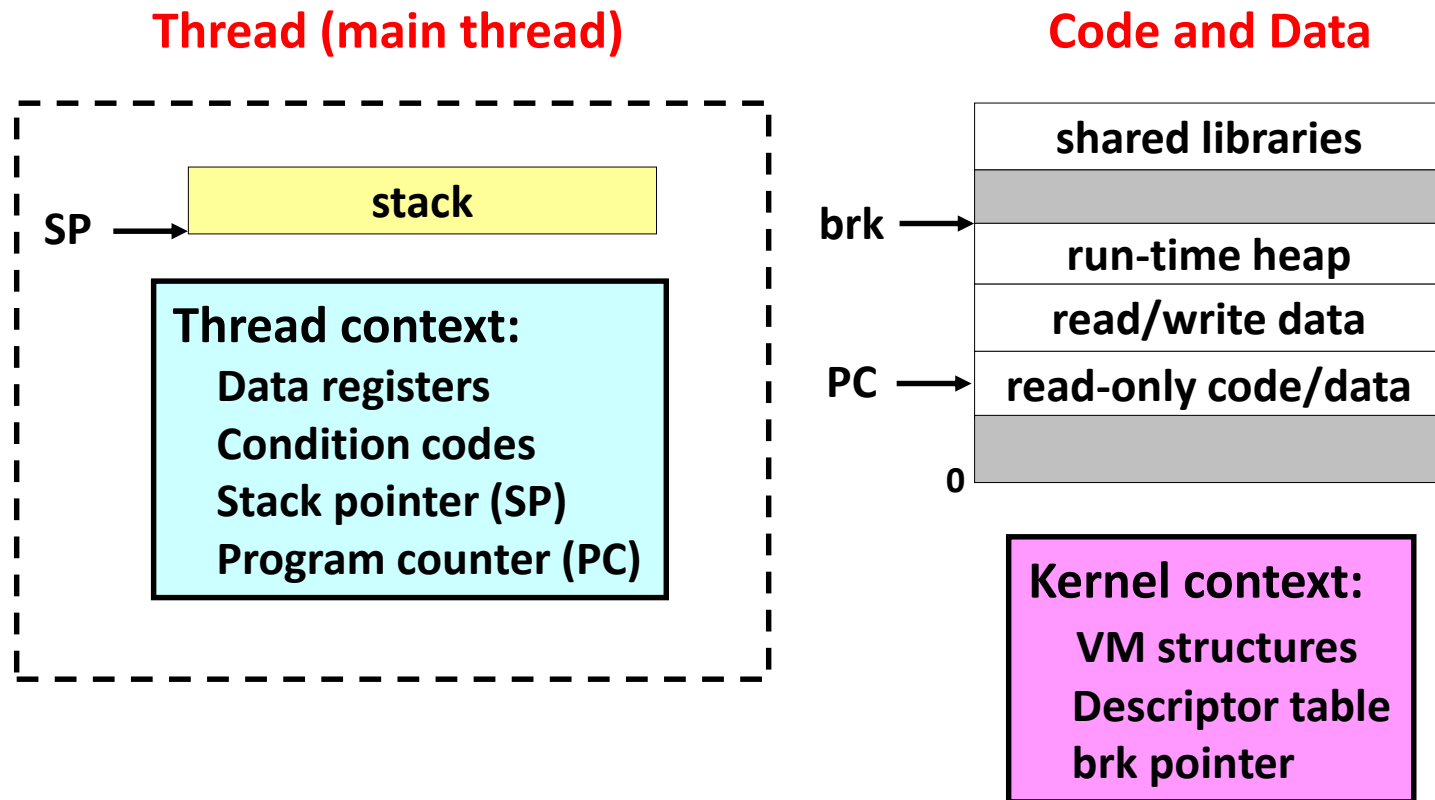 Thread (main thread)
Code and Data
stack
SP
Thread context:
Data registers
Condition codes
Stack pointer (SP)
Program counter (PC)
shared libraries
brk
run-time heap
read/write data
PC
read-only code/data
0
Kernel context:
VM structures
Descriptor table
brk pointer